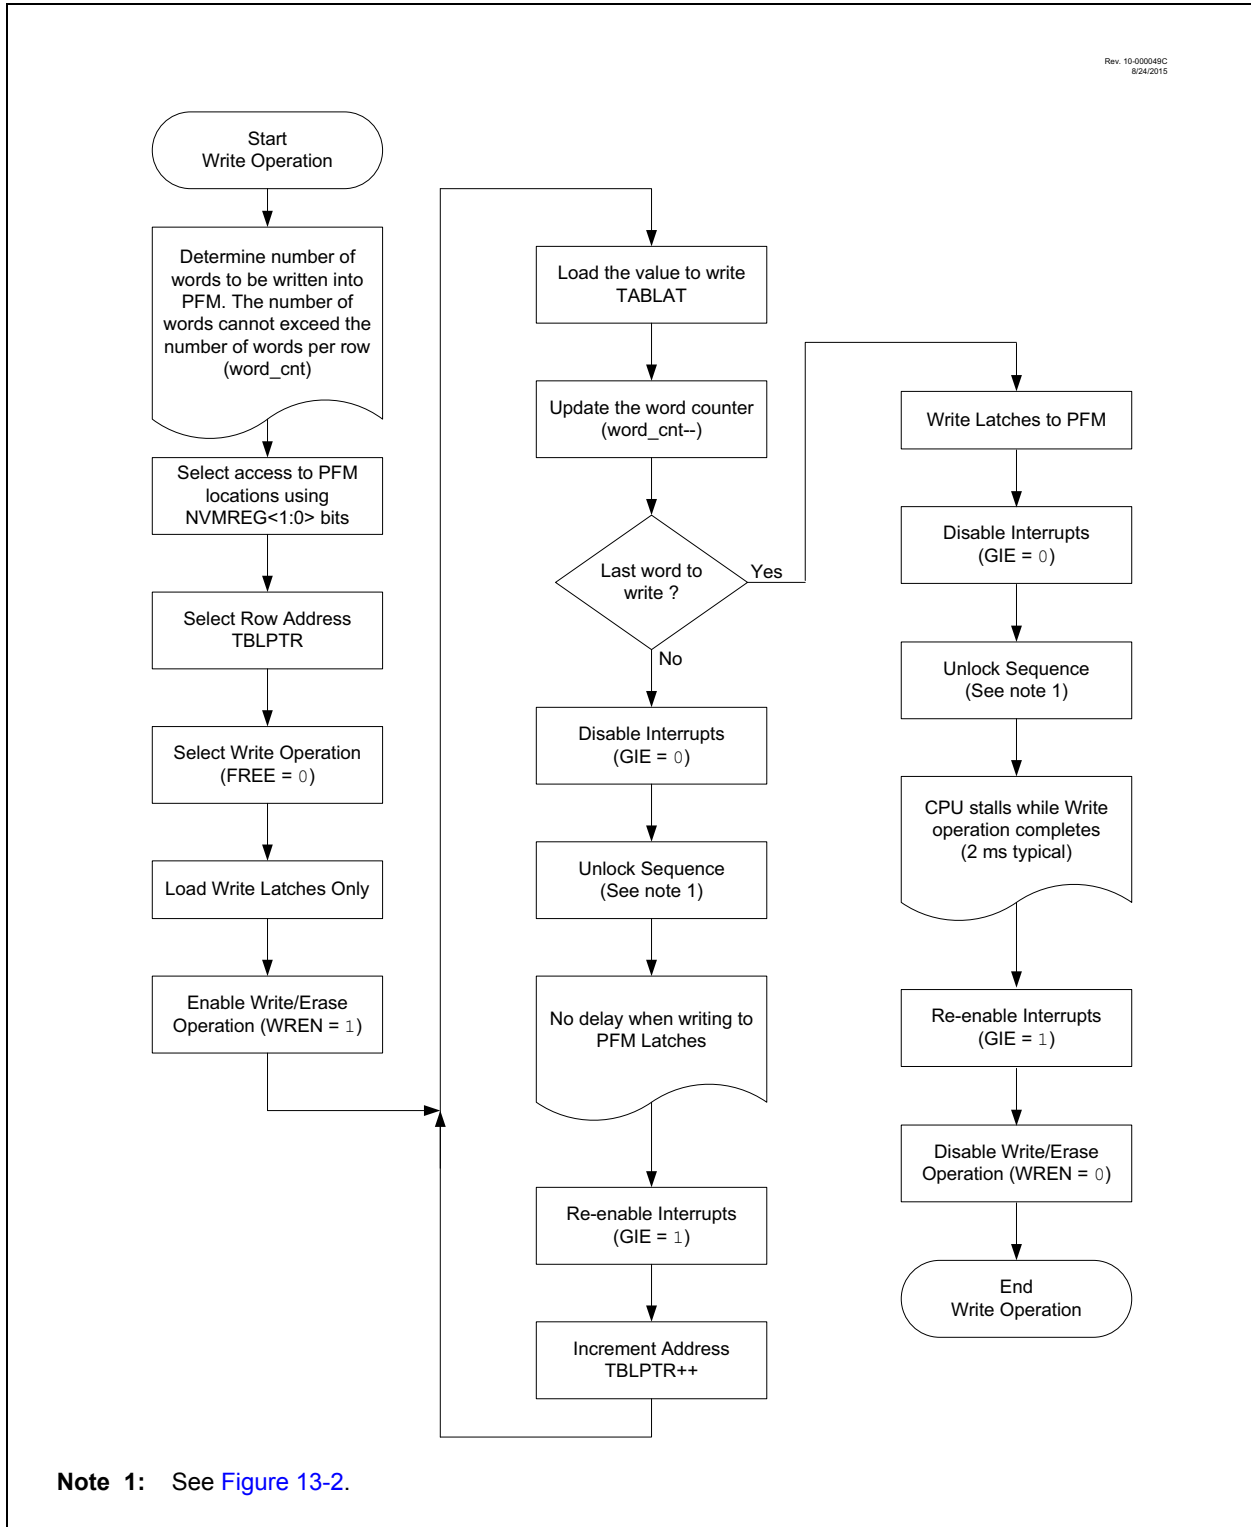 Rev. 10-000049C
8/24/2015
Start
Write Operation
Determine number of
words to be written into
PFM. The number of
words cannot exceed the
number of words per row
(word_cnt)
Select access to PFM
locations using
NVMREG<1:0> bits
Select Row Address
TBLPTR
Select Write Operation
(FREE = 0)
Load Write Latches Only
Enable Write/Erase
Operation (WREN = 1)
Load the value to write
TABLAT
Update the word counter
(word_cnt--)
Last word to
write ?
Yes
No
Disable Interrupts
(GIE = 0)
Unlock Sequence
(See note 1)
No delay when writing to
PFM Latches
Re-enable Interrupts
(GIE = 1)
Increment Address
TBLPTR++
Write Latches to PFM
Disable Interrupts
(GIE = 0)
Unlock Sequence
(See note 1)
CPU stalls while Write
operation completes
(2 ms typical)
Re-enable Interrupts
(GIE = 1)
Disable Write/Erase
Operation (WREN = 0)
End
Write Operation
Note 1: See Figure 13-2.